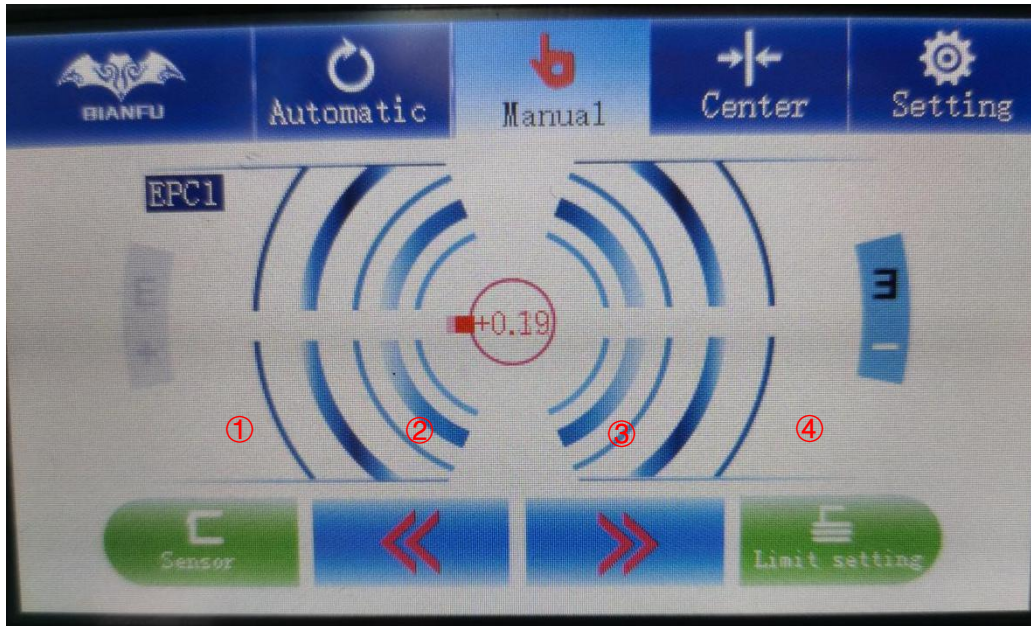 BIANFU
Automatic
Manual
Center
Setting
EPC1
E
+
+0.19
E
-
① ② ③ ④
Sensor
Limit setting